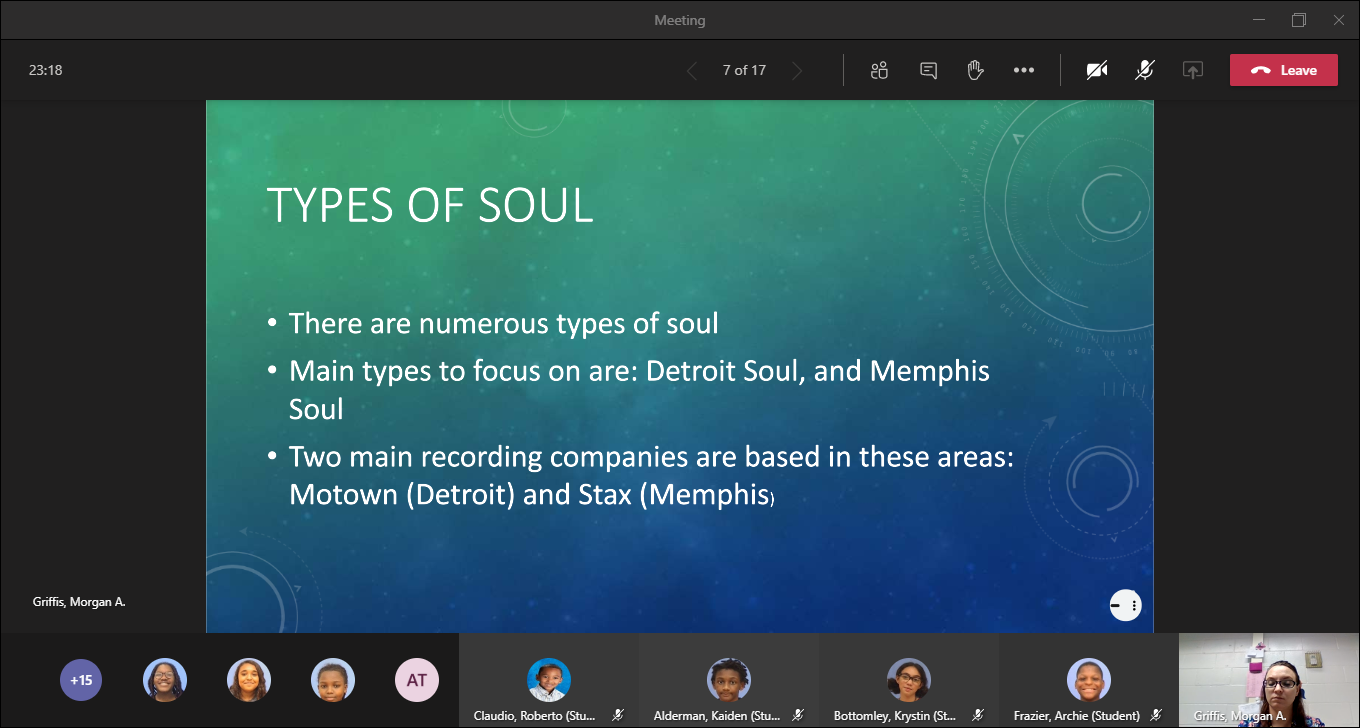 Meeting
23:18
7 of 17
Leave
TYPES OF SOUL
• There are numerous types of soul
• Main types to focus on are: Detroit Soul, and Memphis
Soul
• Two main recording companies are based in these areas:
Motown (Detroit) and Stax (Memphis)
Griffis, Morgan A.
+15
AT
Claudio, Roberto (Stu...
Alderman, Kaiden (Stu...
Bottomley, Krystin (St...
Frazier, Archie (Student)
Griffis, Morgan A.